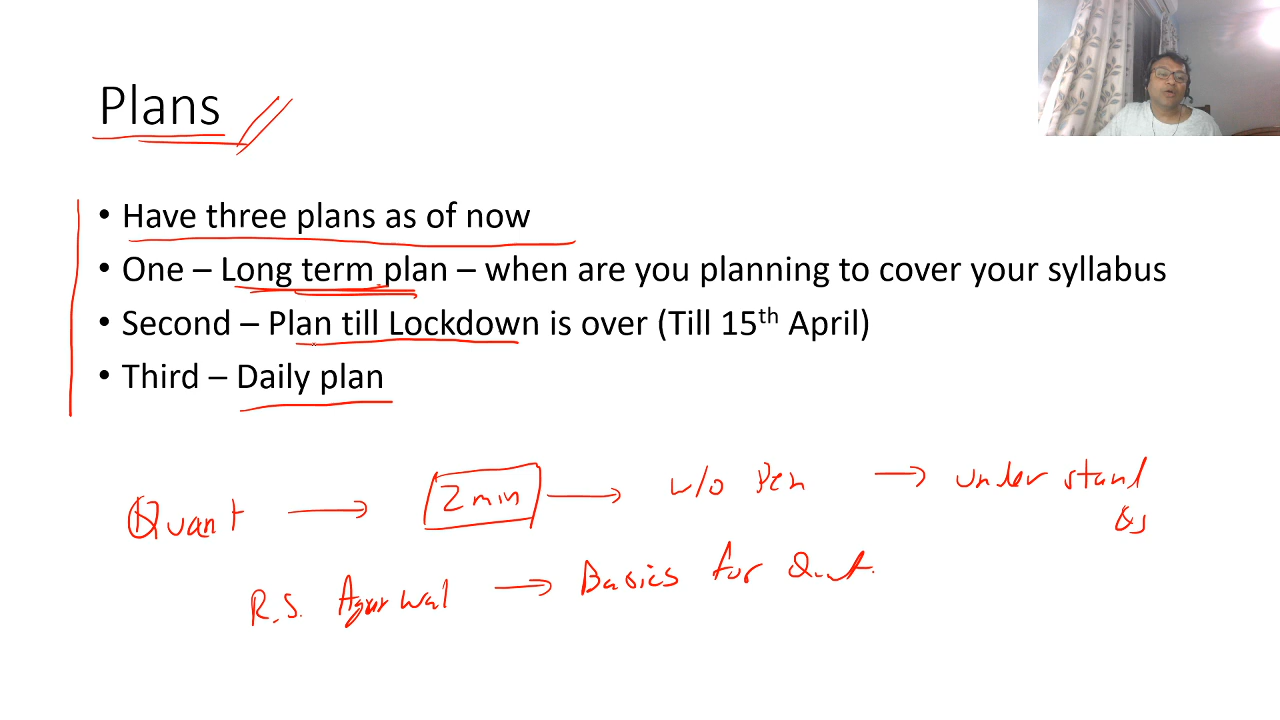 Plans
• Have three plans as of now
• One – Long term plan – when are you planning to cover your syllabus
• Second – Plan till Lockdown is over (Till 15th April)
• Third – Daily plan
Quant → 2 min → w/o Pen → understand
Qs
R.S. Agarwal → Basics for Q.A.